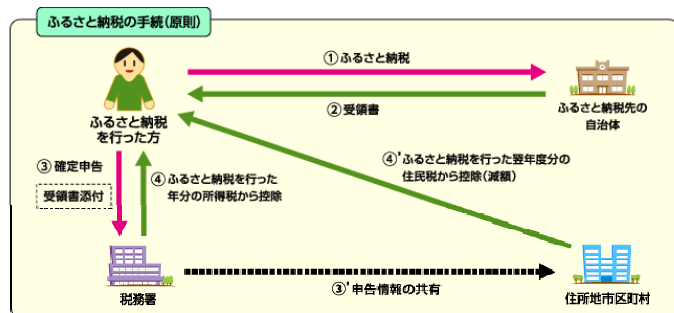 ふるさと納税の手続(原則)
①ふるさと納税
②受領書
ふるさと納税を
行った方
ふるさと納税先の
自治体
③ 確定申告
受領書添付
④ ふるさと納税を行った
年分の所得税から控除
④'ふるさと納税を行った翌年度分の
住民税から控除(減額)
税務署
③'申告情報の共有
住所地市区町村